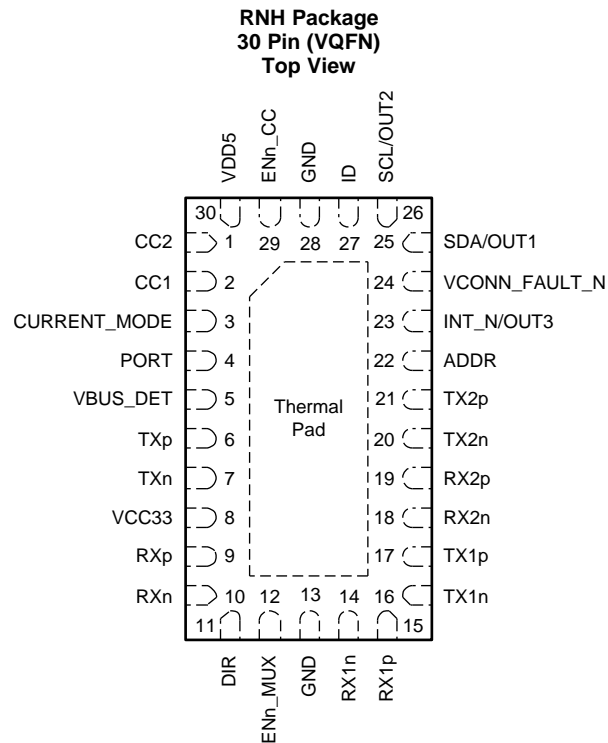 RNH Package
30 Pin (VQFN)
Top View
VDD5
ENn_CC
GND
ID
SCL/OUT2
30
29
28
27
26
CC2 1
25 SDA/OUT1
CC1 2
24 VCONN_FAULT_N
CURRENT_MODE 3
23 INT_N/OUT3
PORT 4
22 ADDR
VBUS_DET 5
21 TX2p
TXp 6
20 TX2n
TXn 7
19 RX2p
VCC33 8
18 RX2n
RXp 9
17 TX1p
RXn 10
16 TX1n
Thermal
Pad
11
12
13
14
15
DIR
ENn_MUX
GND
RX1n
RX1p